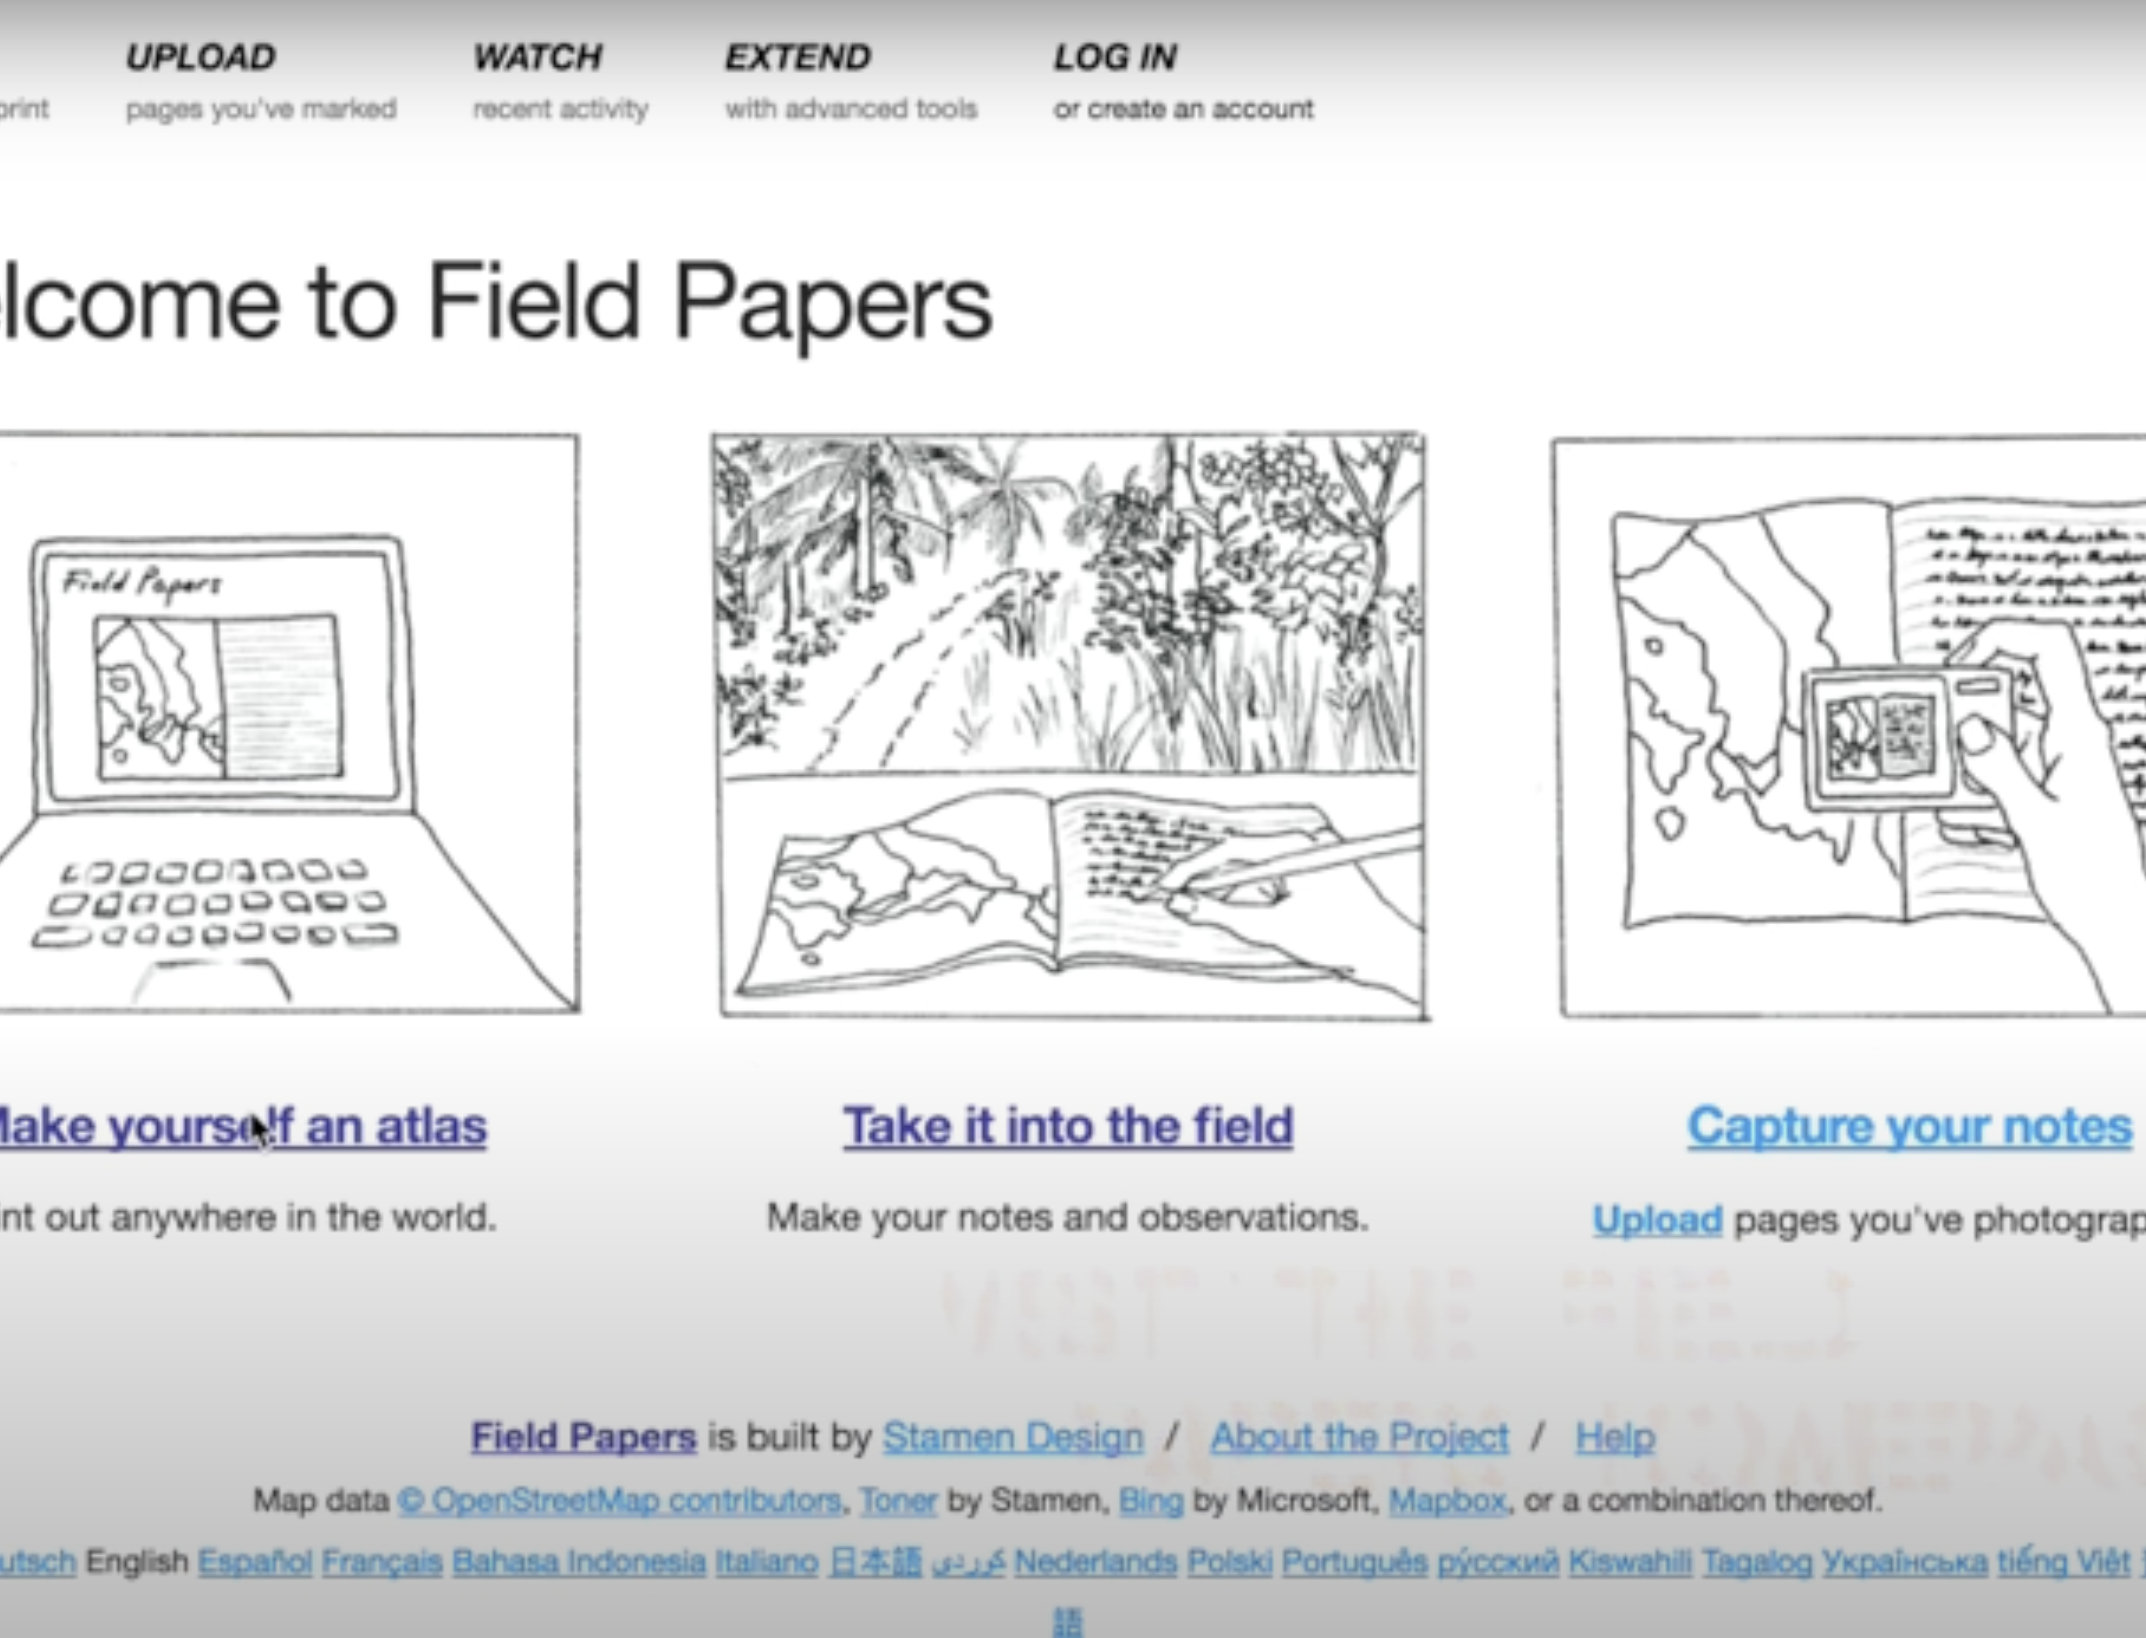 UPLOAD WATCH EXTEND LOG IN
print pages you've marked recent activity with advanced tools or create an account
elcome to Field Papers
Field Papers
Make yourself an atlas Take it into the field Capture your notes
int out anywhere in the world. Make your notes and observations. Upload pages you've photograp
Field Papers is built by Stamen Design / About the Project / Help
Map data © OpenStreetMap contributors, Toner by Stamen, Bing by Microsoft, Mapbox, or a combination thereof.
utsch English Español Français Bahasa Indonesia Italiano 日本語 كوردی Nederlands Polski Português рýсский Kiswahili Tagalog Українська tiếng Việt
語